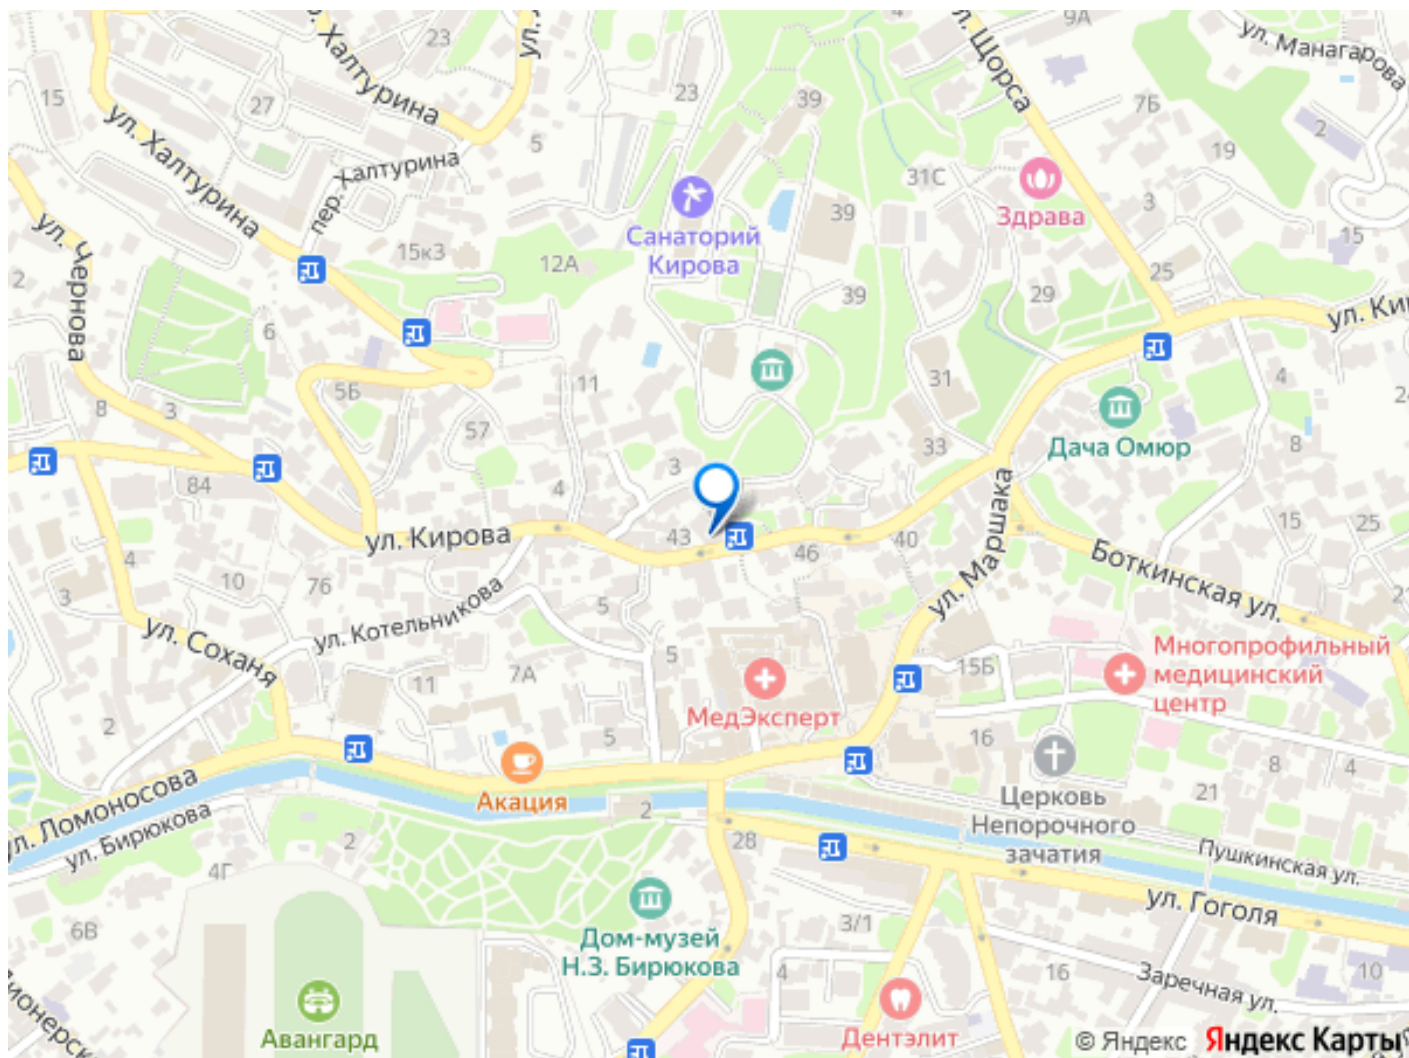 ул. Халтурина
23
ул.
4
9А
ул. Щорса
ул. Манагарова
15
27
ул. Халтурина
пер. Халтурина
5
23
39
7Б
2
19
31С
Здрава
3
15
ул. Чернова
2
15к3
12А
Санаторий
Кирова
39
39
29
25
ул. Ки
6
5Б
11
31
4
24
8
3
57
3
33
Дача Омюр
8
84
4
ул. Кирова
43
46
40
ул. Маршака
15
25
Боткинская ул.
4
3
10
76
ул. Котельникова
5
ул. Соханя
5
7А
11
2
МедЭксперт
15Б
Многопрофильный
медицинский
центр
5
16
8
4
21
Акация
ул. Ломоносова
ул. Бирюкова
2
2
4Г
28
Церковь
Непорочного
зачатия
Пушкинская ул.
ул. Гоголя
6В
Дом-музей
Н.З. Бирюкова
3/1
4
16
Заречная ул.
10
Авангард
Дентэлит
© Яндекс Яндекс Карты